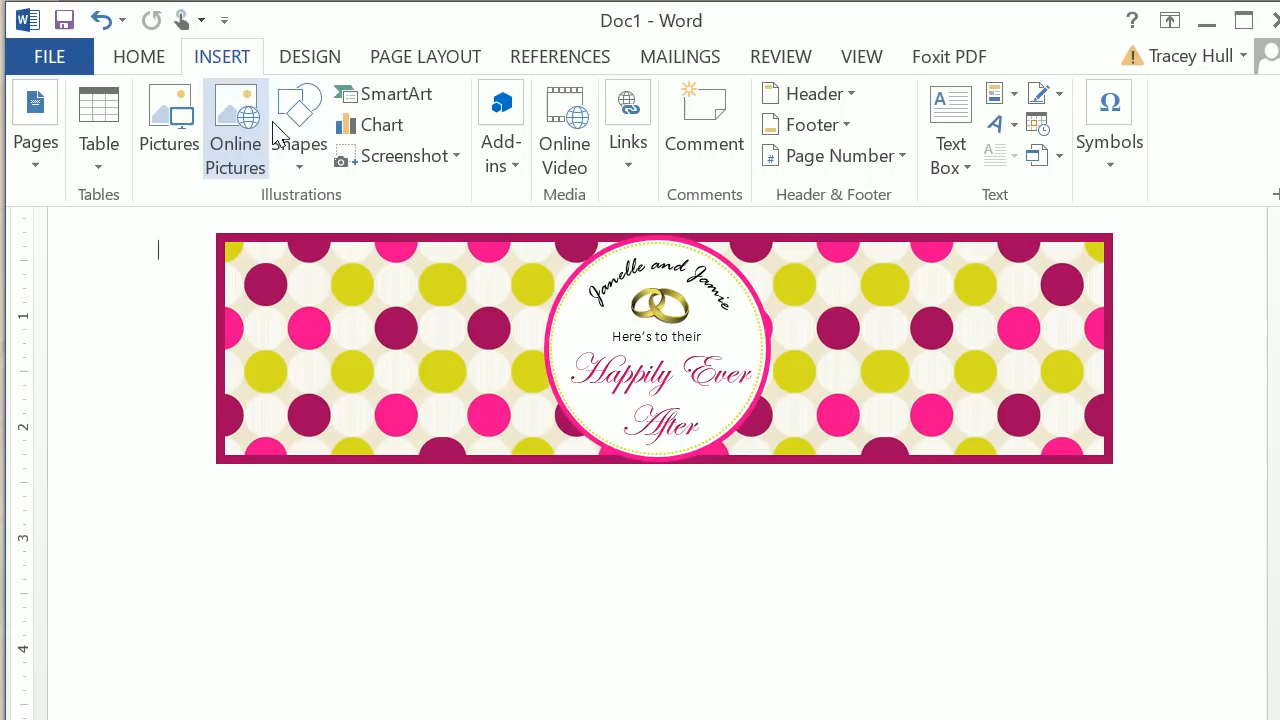 Doc1 - Word
?
FILE HOME INSERT DESIGN PAGE LAYOUT REFERENCES MAILINGS REVIEW VIEW Foxit PDF Tracey Hull
Pages
Table
Pictures
Online
Pictures
Shapes
SmartArt
Chart
Screenshot
Add-
ins
Online
Video
Links
Comment
Header
Footer
Page Number
Text
Box
Symbols
Tables Illustrations Media Comments Header & Footer Text
Janelle and Jamie
Here's to their
Happily Ever
After
1
2
3
4